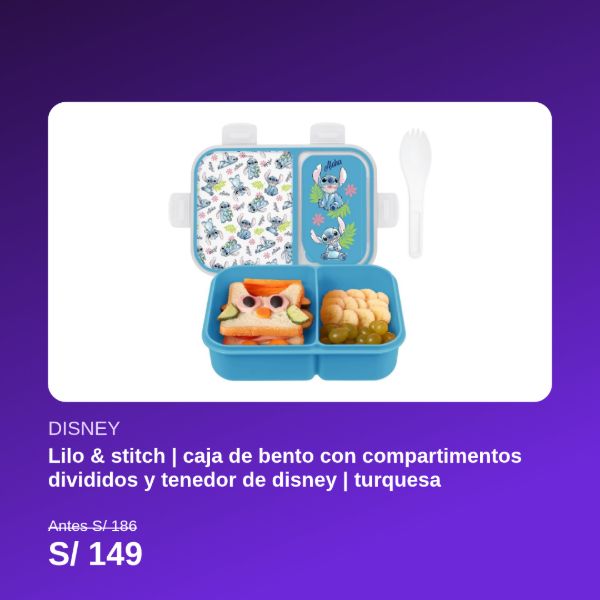 Aloha
DISNEY
Lilo & stitch | caja de bento con compartimentos
divididos y tenedor de disney | turquesa
Antes S/ 186
S/ 149